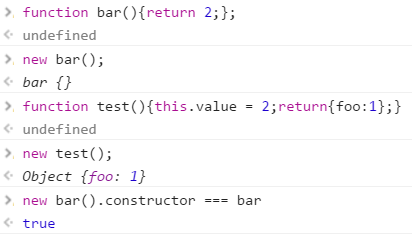 > function bar(){return 2;};
< undefined
> new bar();
< bar {}
> function test(){this.value = 2;return{foo:1};}
< undefined
> new test();
< Object {foo: 1}
> new bar().constructor === bar
< true